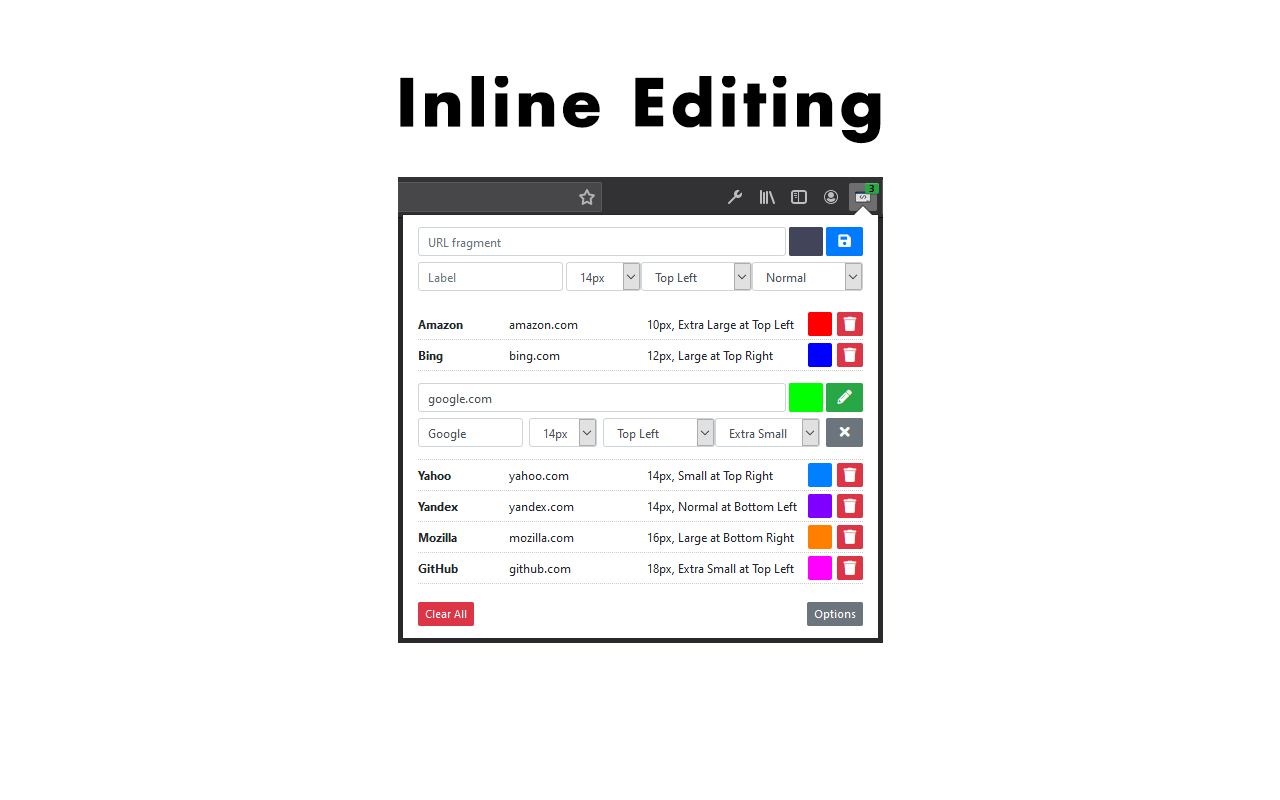 Inline Editing
3
URL fragment
Label 14px Top Left Normal
Amazon amazon.com 10px, Extra Large at Top Left
Bing bing.com 12px, Large at Top Right
google.com
Google 14px Top Left Extra Small
Yahoo yahoo.com 14px, Small at Top Right
Yandex yandex.com 14px, Normal at Bottom Left
Mozilla mozilla.com 16px, Large at Bottom Right
GitHub github.com 18px, Extra Small at Top Left
Clear All Options